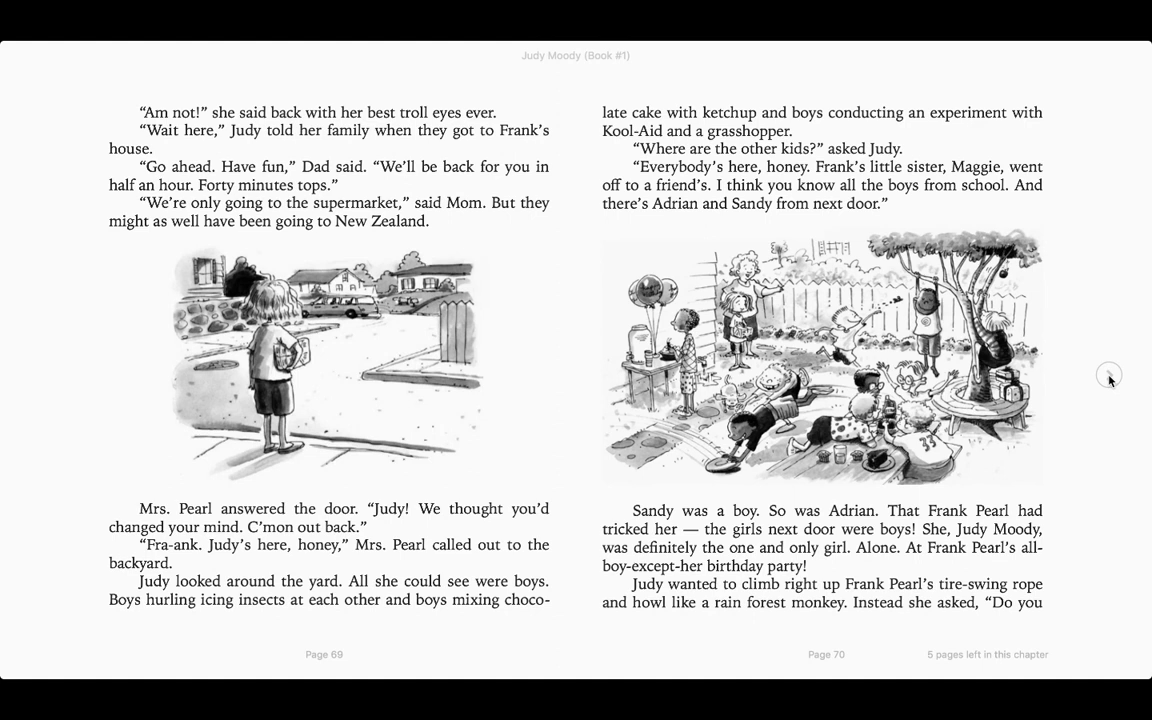 Judy Moody (Book #1)
“Am not!” she said back with her best troll eyes ever.
“Wait here,” Judy told her family when they got to Frank’s
house.
“Go ahead. Have fun,” Dad said. “We’ll be back for you in
half an hour. Forty minutes tops.”
“We’re only going to the supermarket,” said Mom. But they
might as well have been going to New Zealand.
Mrs. Pearl answered the door. “Judy! We thought you’d
changed your mind. C’mon out back.”
“Fra-ank. Judy’s here, honey,” Mrs. Pearl called out to the
backyard.
Judy looked around the yard. All she could see were boys.
Boys hurling icing insects at each other and boys mixing choco-
Page 69
late cake with ketchup and boys conducting an experiment with
Kool-Aid and a grasshopper.
“Where are the other kids?” asked Judy.
“Everybody’s here, honey. Frank’s little sister, Maggie, went
off to a friend’s. I think you know all the boys from school. And
there’s Adrian and Sandy from next door.”
Sandy was a boy. So was Adrian. That Frank Pearl had
tricked her — the girls next door were boys! She, Judy Moody,
was definitely the one and only girl. Alone. At Frank Pearl’s all-
boy-except-her birthday party!
Judy wanted to climb right up Frank Pearl’s tire-swing rope
and howl like a rain forest monkey. Instead she asked, “Do you
Page 70
5 pages left in this chapter